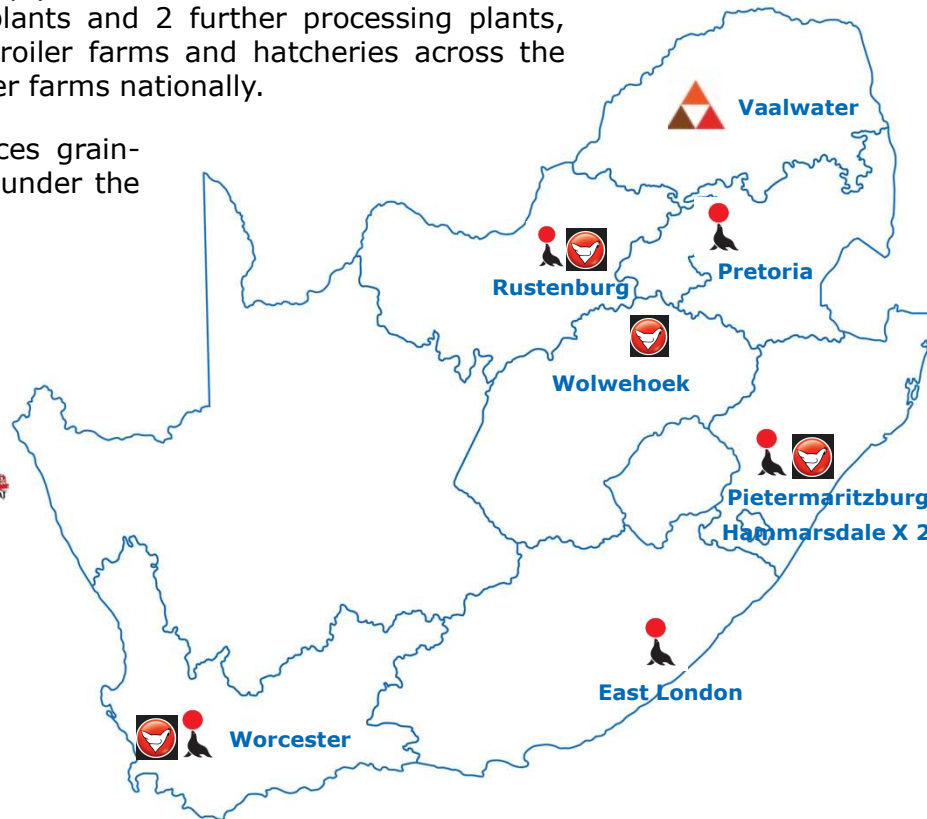 plants and 2 further processing plants,
roiler farms and hatcheries across the
er farms nationally.
ces grain-
under the
Vaalwater
Pretoria
Rustenburg
Wolwehoek
Pietermaritzburg
Hammarsdale X 2
East London
Worcester